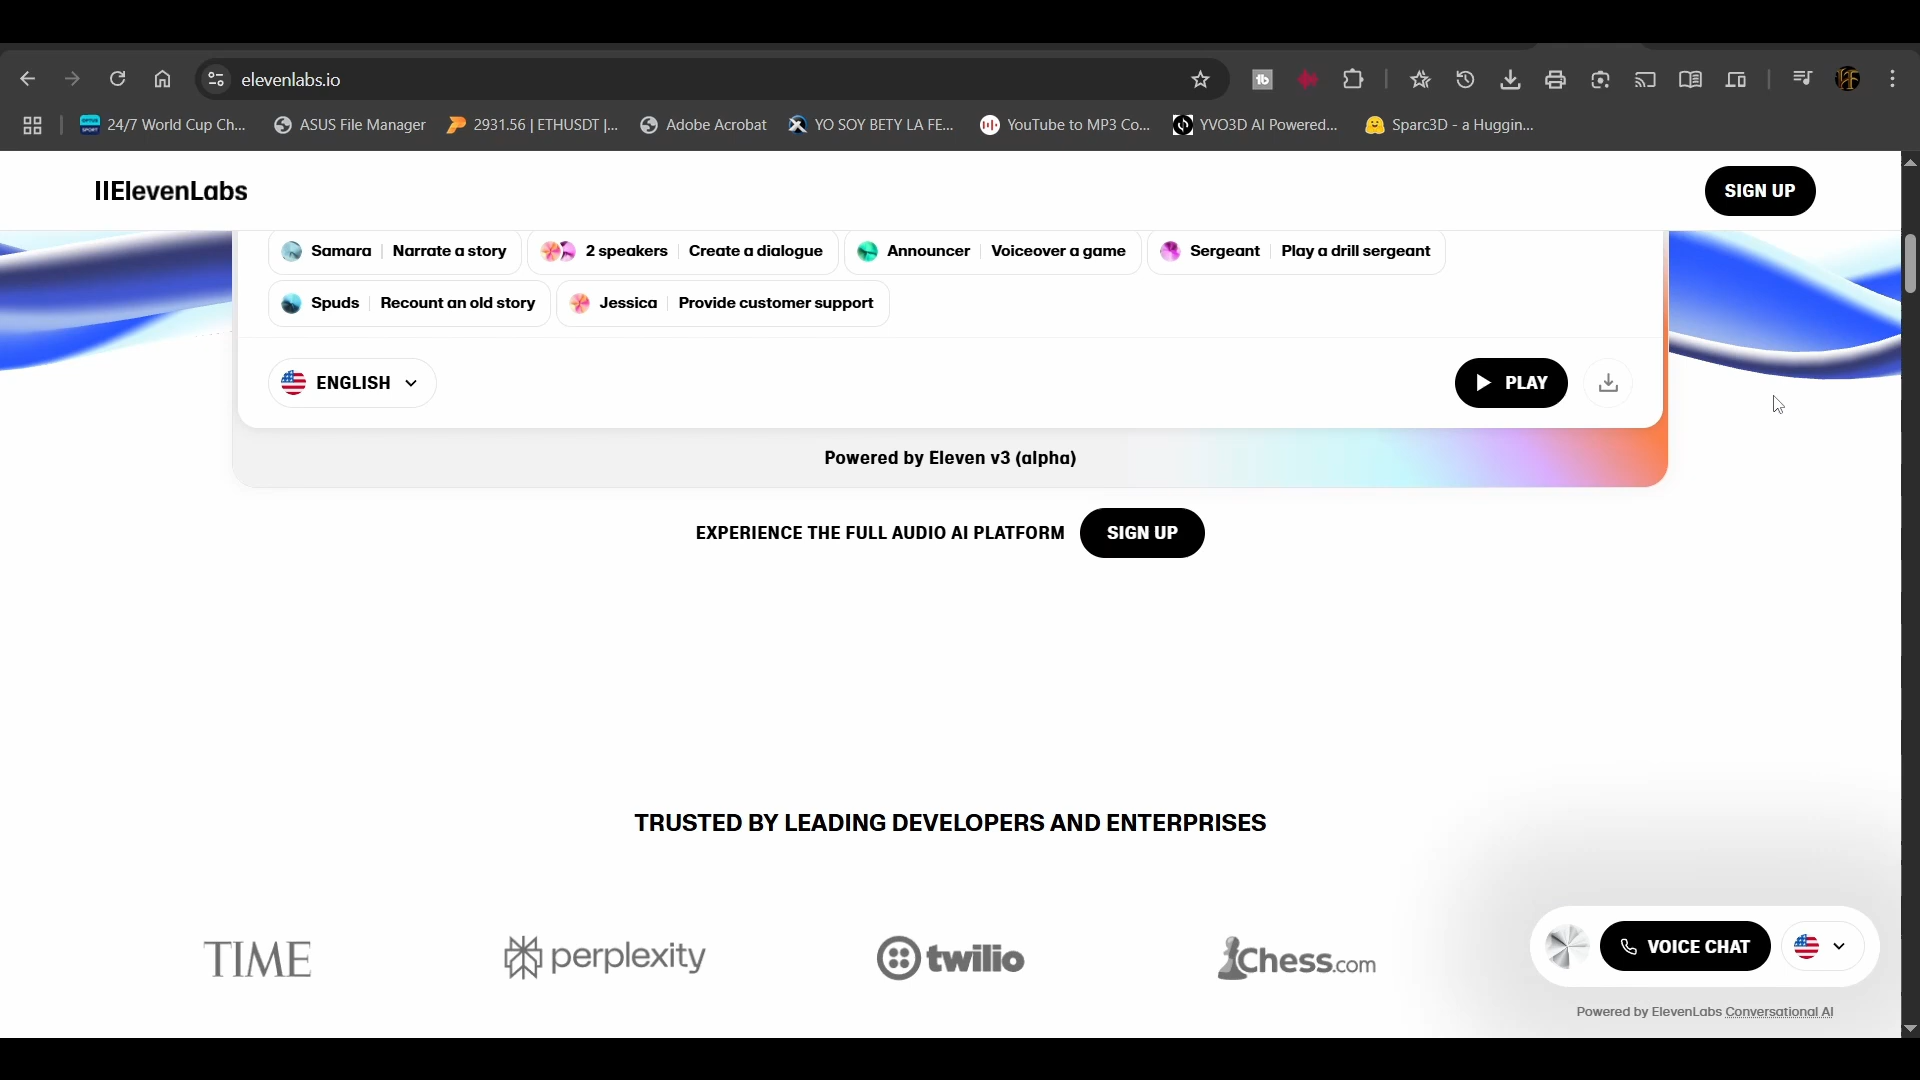 elevenlabs.io
24/7 World Cup Ch...
ASUS File Manager
2931.56 | ETHUSDT |...
Adobe Acrobat
YO SOY BETY LA FE...
YouTube to MP3 Co...
YVO3D AI Powered...
Sparc3D - a Huggin...
IIElevenLabs
SIGN UP
Samara | Narrate a story
2 speakers | Create a dialogue
Announcer | Voiceover a game
Sergeant | Play a drill sergeant
Spuds | Recount an old story
Jessica | Provide customer support
ENGLISH
PLAY
Powered by Eleven v3 (alpha)
EXPERIENCE THE FULL AUDIO AI PLATFORM
SIGN UP
TRUSTED BY LEADING DEVELOPERS AND ENTERPRISES
TIME
perplexity
twilio
Chess.com
VOICE CHAT
Powered by ElevenLabs Conversational AI